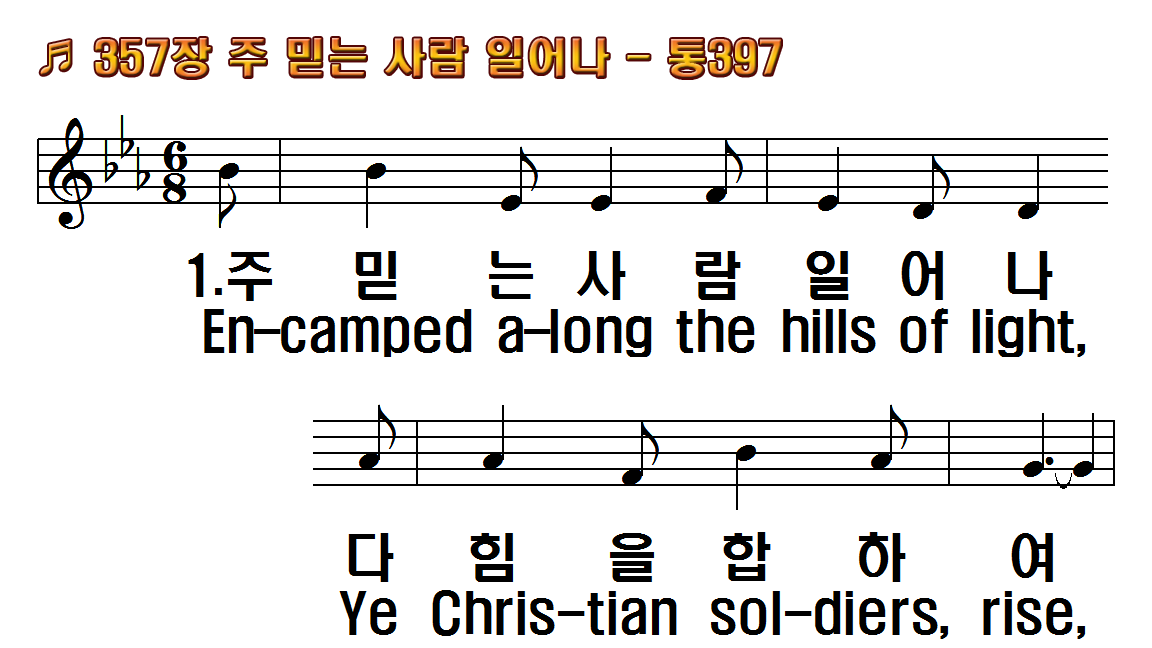 ♬ 357장 주 믿는 사람 일어나 - 통397
6
8
1.주 믿 는 사 람 일 어 나
En-camped a-long the hills of light,
다 힘 을 합 하 여
Ye Chris-tian sol-diers, rise,